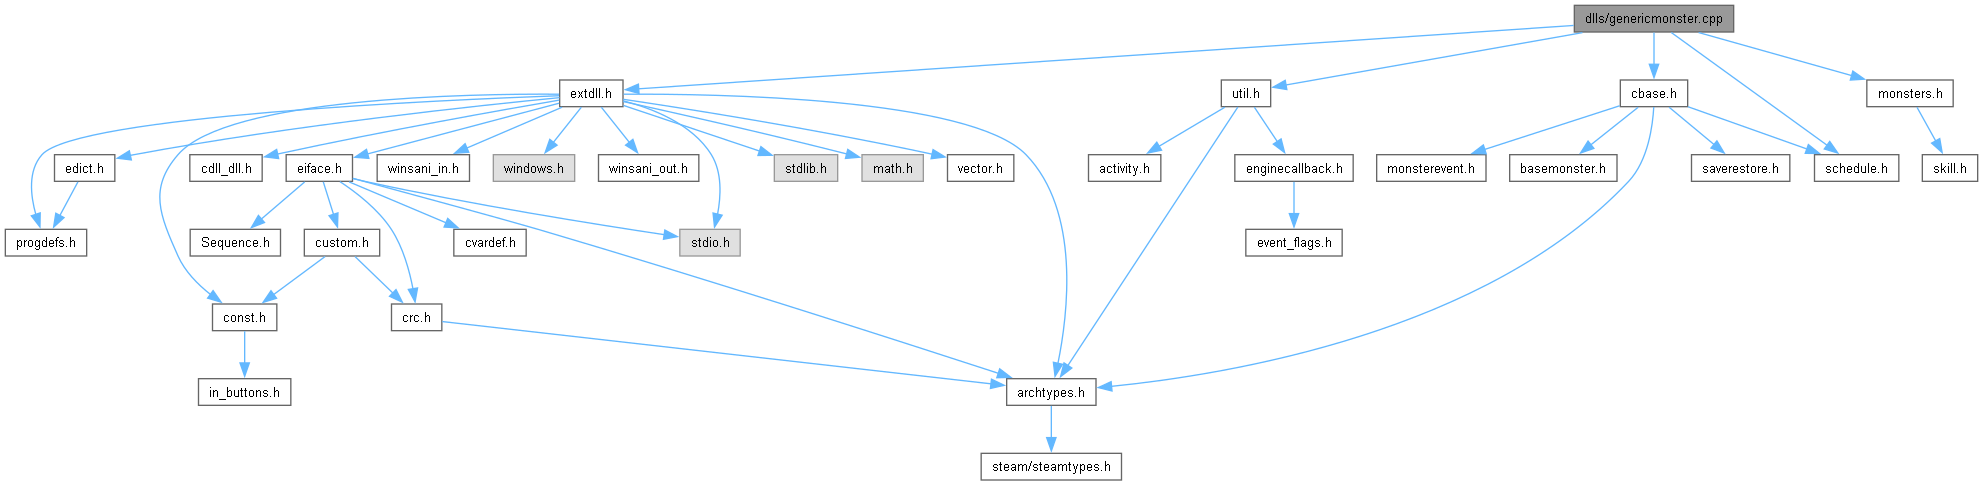 dlls/genericmonster.cpp
extdll.h
util.h
cbase.h
monsters.h
edict.h
cdll_dll.h
eiface.h
winsani_in.h
windows.h
winsani_out.h
stdlib.h
math.h
vector.h
activity.h
enginecallback.h
monsterevent.h
basemonster.h
saverestore.h
schedule.h
skill.h
progdefs.h
Sequence.h
custom.h
cvardef.h
stdio.h
event_flags.h
const.h
crc.h
in_buttons.h
archtypes.h
steam/steamtypes.h